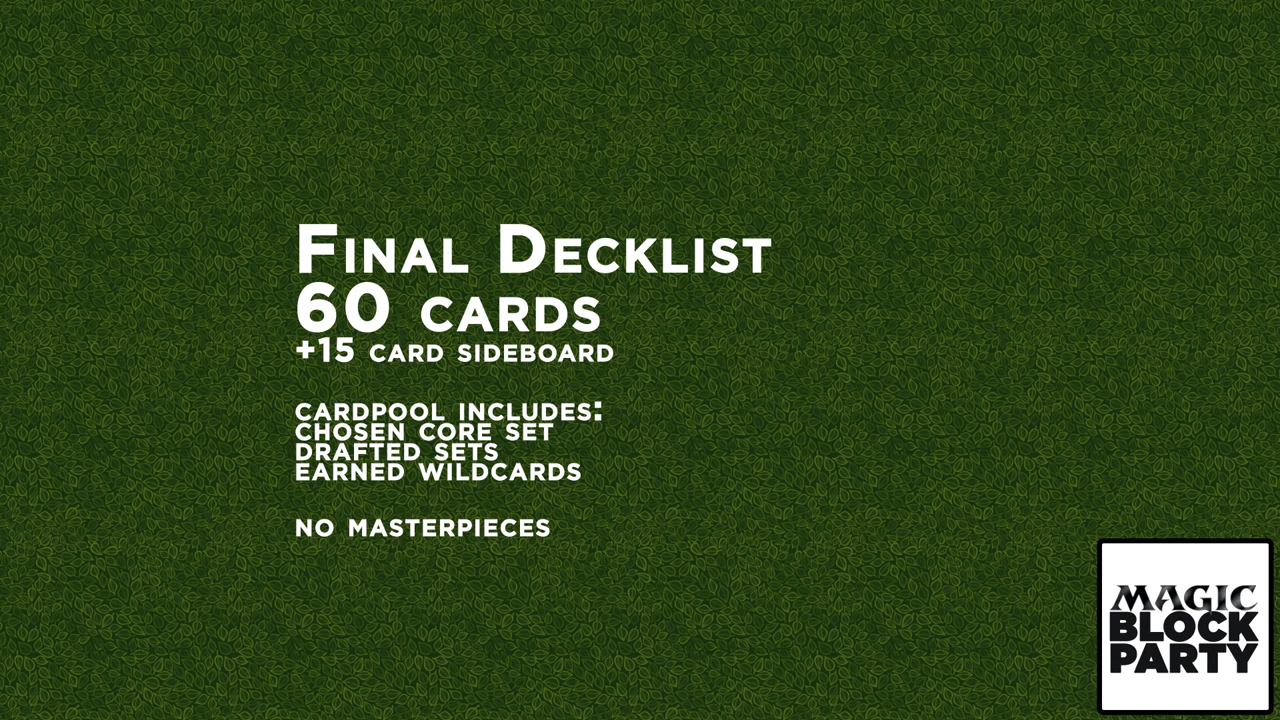 Final Decklist
60 cards
+15 card sideboard
cardpool includes:
chosen core set
drafted sets
earned wildcards
no masterpieces
MAGIC
BLOCK
PARTY